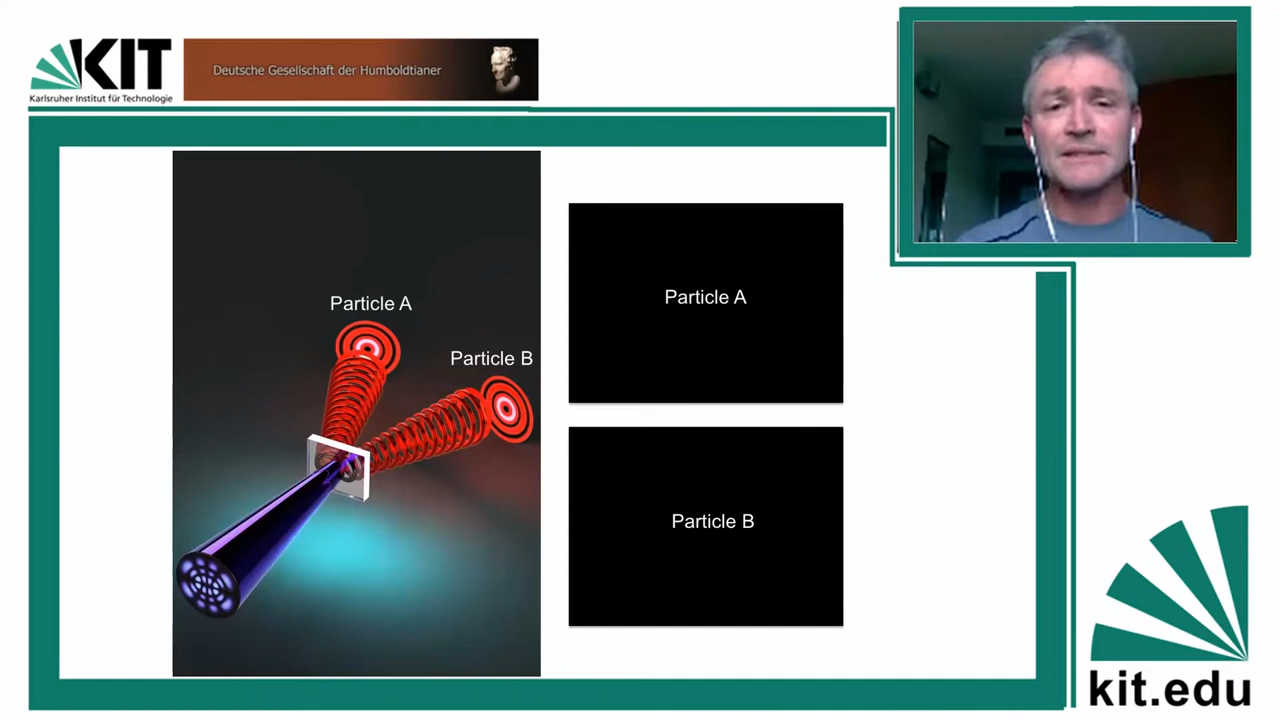 KIT
Karlsruher Institut für Technologie
Deutsche Gesellschaft der Humboldtianer
Particle A
Particle B
Particle A
Particle B
kit.edu